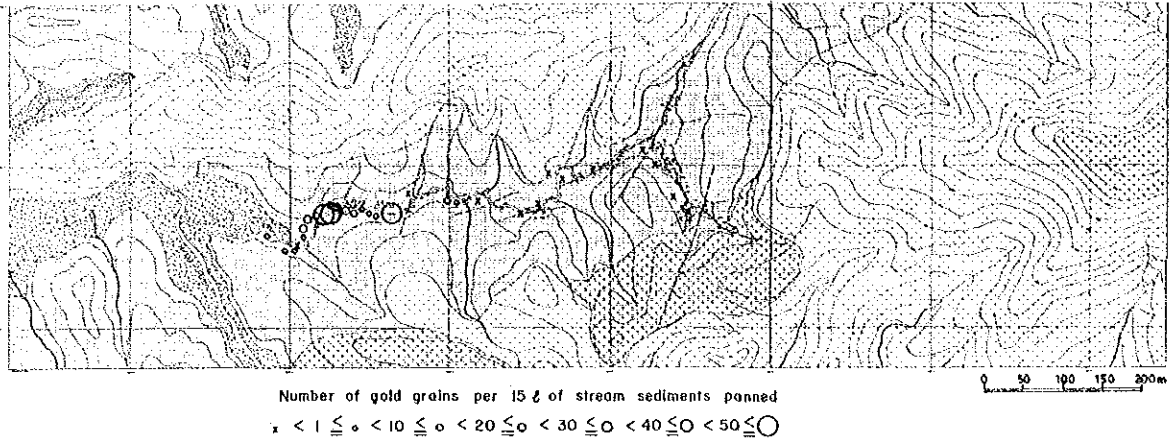 0 50 100 150 200m
Number of gold grains per 15 ℓ of stream sediments panned
x < 1 ≦ o < 10 ≦ o < 20 ≦ o < 30 ≦ O < 40 ≦ O < 50 ≦ O